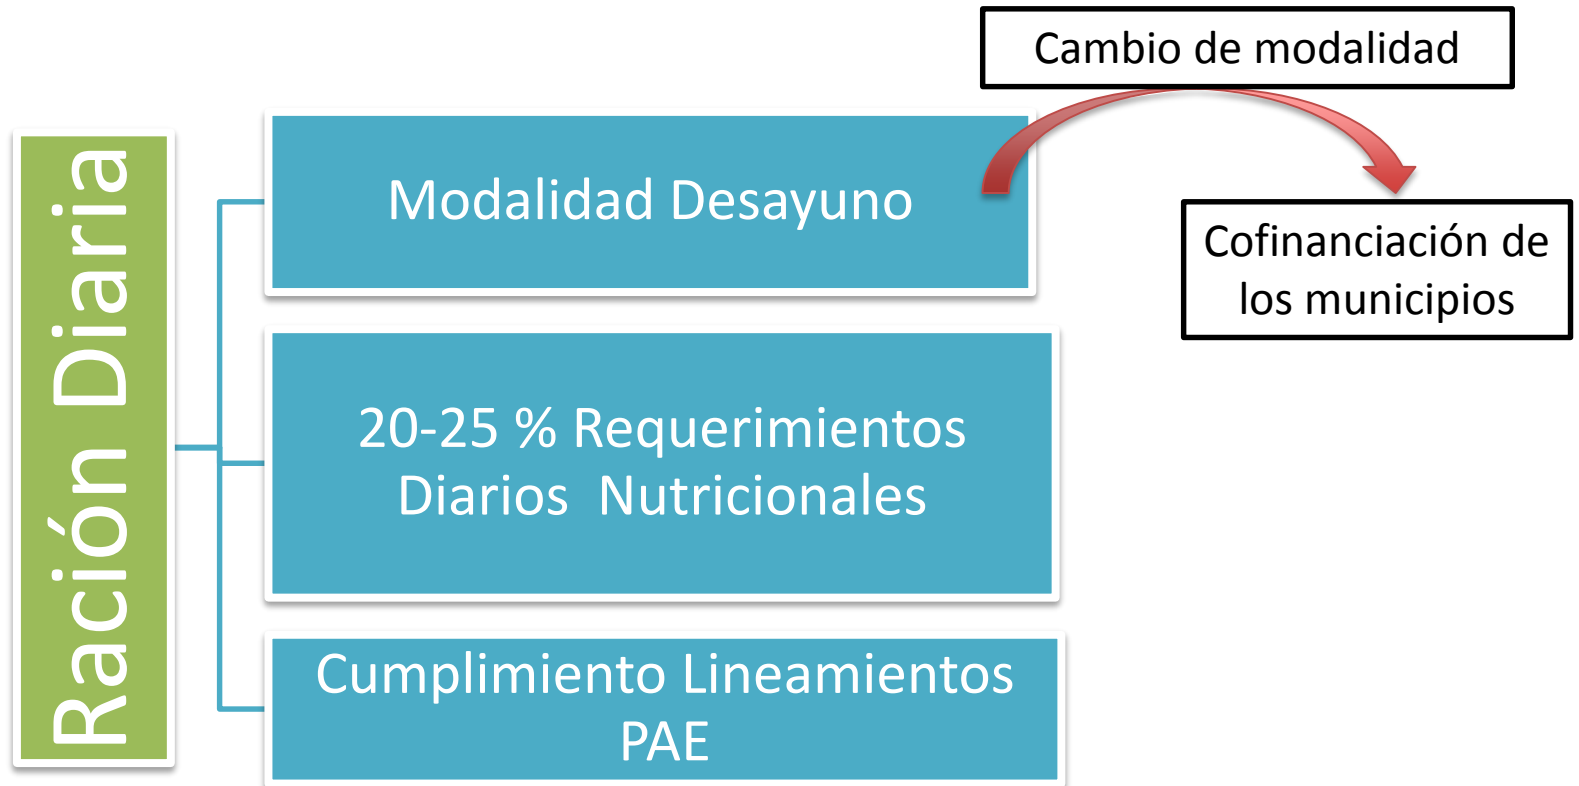 Cambio de modalidad
Ración Diaria
Modalidad Desayuno
Cofinanciación de
los municipios
20-25 % Requerimientos
Diarios  Nutricionales
Cumplimiento Lineamientos
PAE